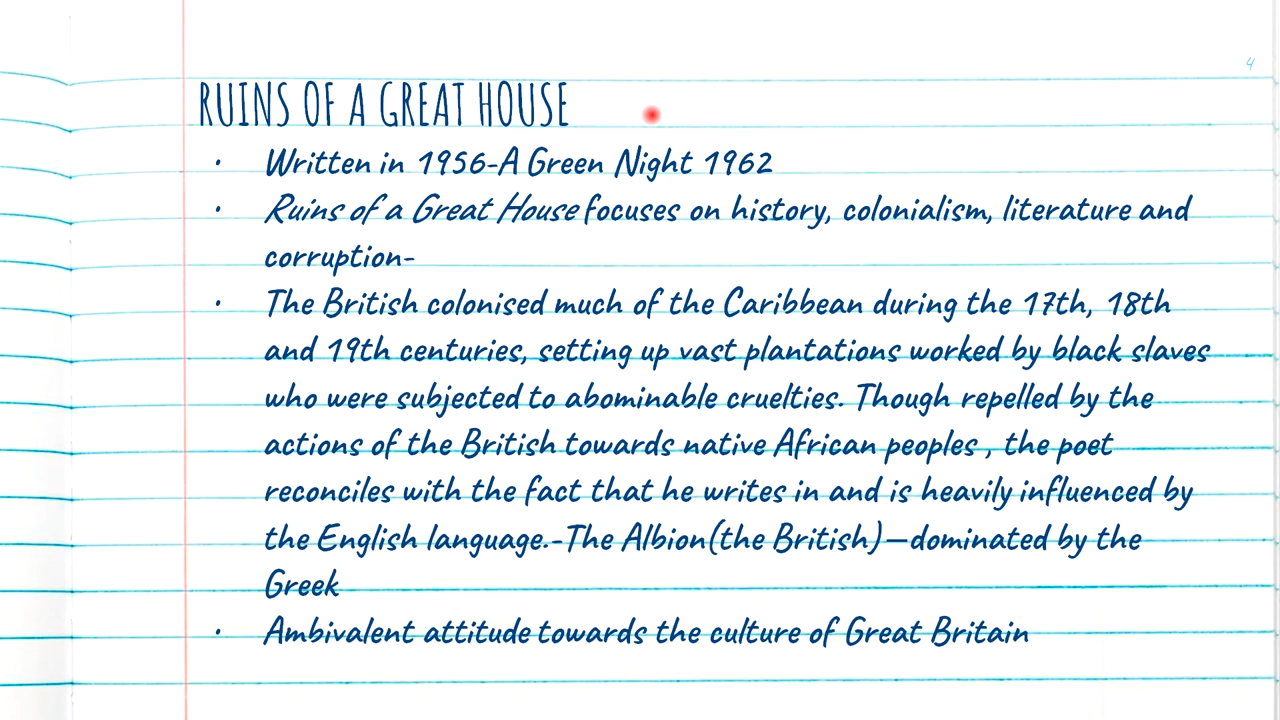 4
RUINS OF A GREAT HOUSE
• Written in 1956-A Green Night 1962
• Ruins of a Great House focuses on history, colonialism, literature and
corruption-
• The British colonised much of the Caribbean during the 17th, 18th
and 19th centuries, setting up vast plantations worked by black slaves
who were subjected to abominable cruelties. Though repelled by the
actions of the British towards native African peoples , the poet
reconciles with the fact that he writes in and is heavily influenced by
the English language.-The Albion(the British)—dominated by the
Greek
• Ambivalent attitude towards the culture of Great Britain